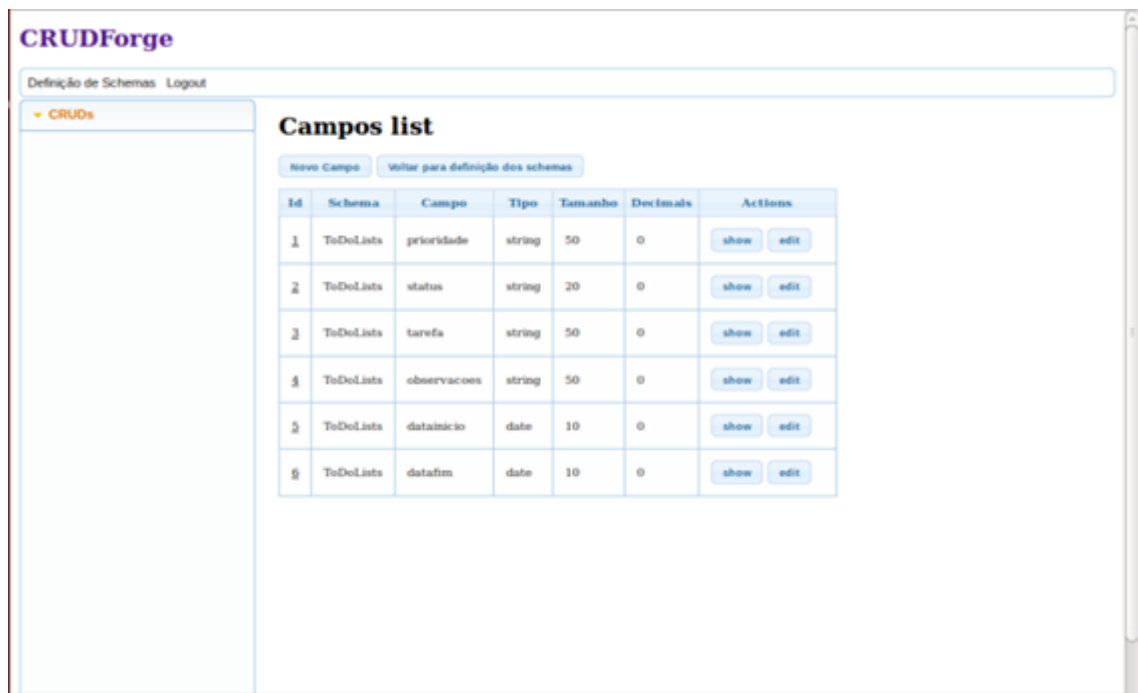 CRUDForge
Definição de Schemas Logout
CRUDs
Campos list
Novo Campo Voltar para definição dos schemas
Id Schema Campo Tipo Tamanho Decimais Actions
1 ToDoLists prioridade string 50 0 show edit
2 ToDoLists status string 20 0 show edit
3 ToDoLists tarefa string 50 0 show edit
4 ToDoLists observacoes string 50 0 show edit
5 ToDoLists datainicio date 10 0 show edit
6 ToDoLists datafim date 10 0 show edit